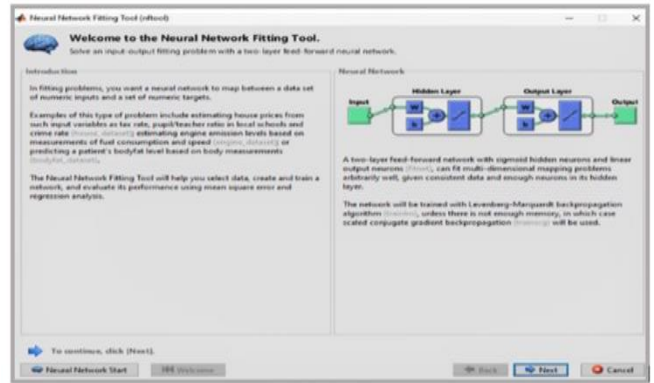 Neural Network Fitting Tool (nftool)
Welcome to the Neural Network Fitting Tool.
Solve an input-output fitting problem with a two-layer feed-forward neural network.
Introduction
In fitting problems, you want a neural network to map between a data set
of numeric inputs and a set of numeric targets.
Examples of this type of problem include estimating house prices from
such input variables as tax rate, pupil/teacher ratio in local schools and
crime rate (house_dataset); estimating engine emission levels based on
measurements of fuel consumption and speed (engine_dataset); or
predicting a patient's bodyfat level based on body measurements
(bodyfat_dataset).
The Neural Network Fitting Tool will help you select data, create and train a
network, and evaluate its performance using mean square error and
regression analysis.
Neural Network
Hidden Layer
Output Layer
Input
Output
W
b
W
b
A two-layer feed-forward network with sigmoid hidden neurons and linear
output neurons (fitnet), can fit multi-dimensional mapping problems
arbitrarily well, given consistent data and enough neurons in its hidden
layer.
The network will be trained with Levenberg-Marquardt backpropagation
algorithm (trainlm), unless there is not enough memory, in which case
scaled conjugate gradient backpropagation (trainscg) will be used.
To continue, click [Next].
Neural Network Start
Welcome
Back
Next
Cancel